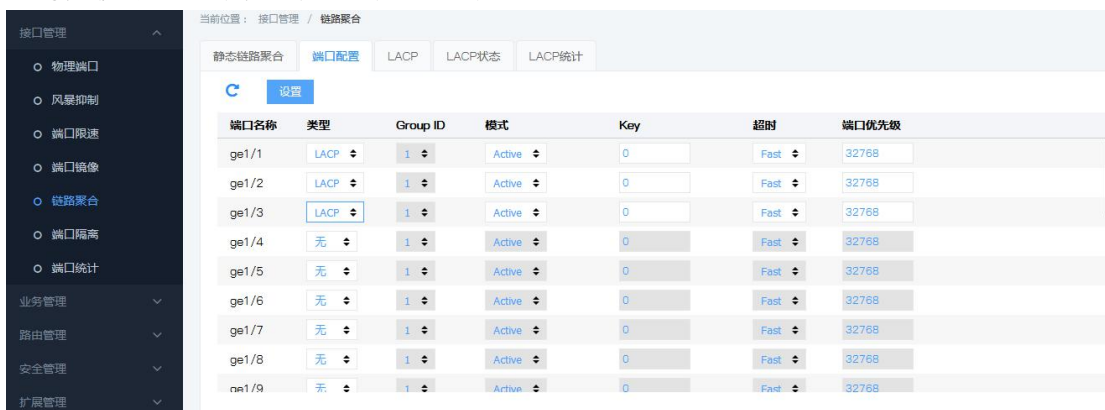 当前位置： 接口管理 / 链路聚合
接口管理
物理端口
风暴抑制
端口限速
端口镜像
链路聚合
端口隔离
端口统计
业务管理
路由管理
安全管理
扩展管理
静态链路聚合 端口配置 LACP LACP状态 LACP统计
设置
端口名称 类型 Group ID 模式 Key 超时 端口优先级
ge1/1 LACP 1 Active 0 Fast 32768
ge1/2 LACP 1 Active 0 Fast 32768
ge1/3 LACP 1 Active 0 Fast 32768
ge1/4 无 1 Active 0 Fast 32768
ge1/5 无 1 Active 0 Fast 32768
ge1/6 无 1 Active 0 Fast 32768
ge1/7 无 1 Active 0 Fast 32768
ge1/8 无 1 Active 0 Fast 32768
ge1/9 无 1 Active 0 Fast 32768